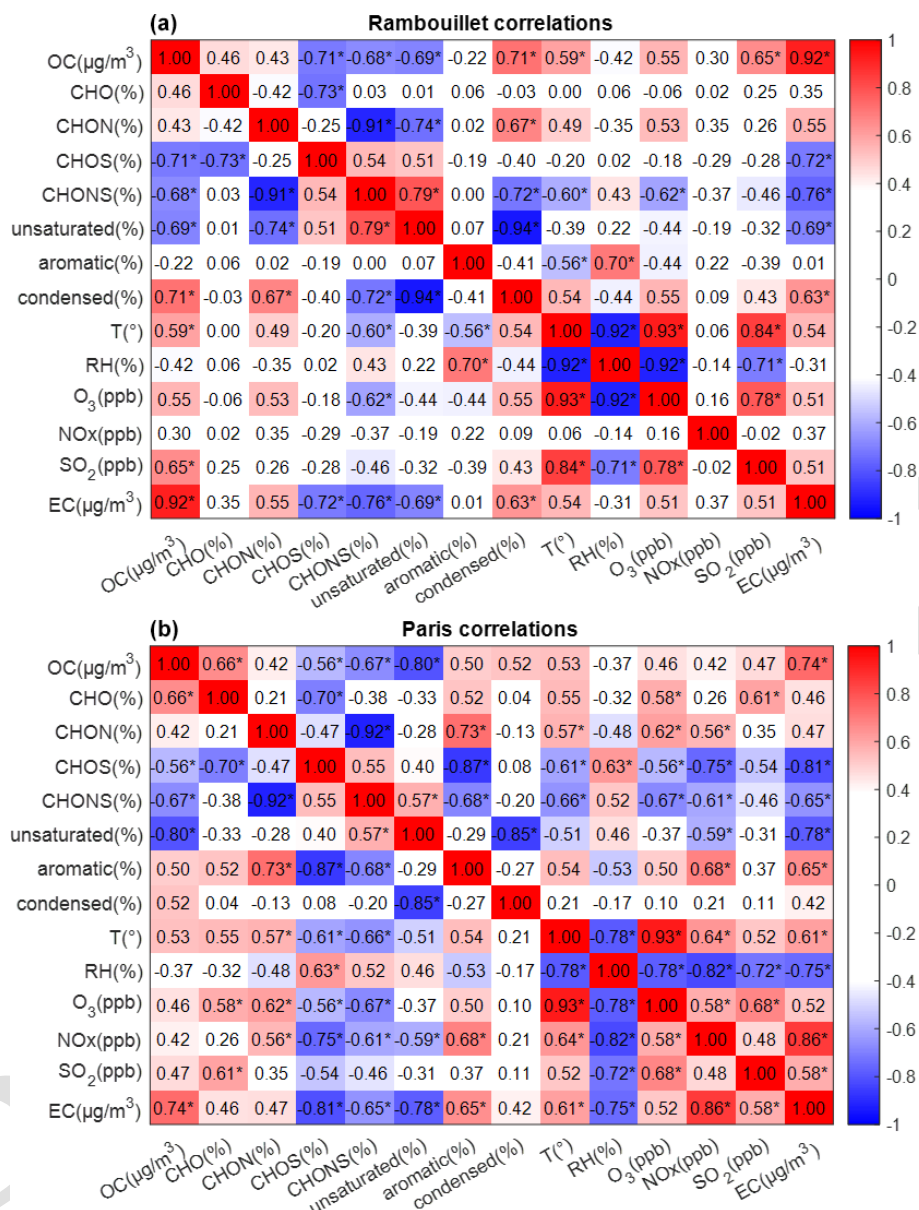 (a) Rambouillet correlations
OC(μg/m³) 1.00 0.46 0.43 -0.71* -0.68* -0.69* -0.22 0.71* 0.59* -0.42 0.55 0.30 0.65* 0.92* 1
CHO(%) 0.46 1.00 -0.42 -0.73* 0.03 0.01 0.06 -0.03 0.00 0.06 -0.06 0.02 0.25 0.35 0.8
CHON(%) 0.43 -0.42 1.00 -0.25 -0.91* -0.74* 0.02 0.67* 0.49 -0.35 0.53 0.35 0.26 0.55 0.6
CHOS(%) -0.71* -0.73* -0.25 1.00 0.54 0.51 -0.19 -0.40 -0.20 0.02 -0.18 -0.29 -0.28 -0.72* 0.4
CHONS(%) -0.68* 0.03 -0.91* 0.54 1.00 0.79* 0.00 -0.72* -0.60* 0.43 -0.62* -0.37 -0.46 -0.76* 0.2
unsaturated(%) -0.69* 0.01 -0.74* 0.51 0.79* 1.00 0.07 -0.94* -0.39 0.22 -0.44 -0.19 -0.32 -0.69*
aromatic(%) -0.22 0.06 0.02 -0.19 0.00 0.07 1.00 -0.41 -0.56* 0.70* -0.44 0.22 -0.39 0.01 0
condensed(%) 0.71* -0.03 0.67* -0.40 -0.72* -0.94* -0.41 1.00 0.54 -0.44 0.55 0.09 0.43 0.63* -0.2
T(°) 0.59* 0.00 0.49 -0.20 -0.60* -0.39 -0.56* 0.54 1.00 -0.92* 0.93* 0.06 0.84* 0.54
RH(%) -0.42 0.06 -0.35 0.02 0.43 0.22 0.70* -0.44 -0.92* 1.00 -0.92* -0.14 -0.71* -0.31 -0.4
O₃(ppb) 0.55 -0.06 0.53 -0.18 -0.62* -0.44 -0.44 0.55 0.93* -0.92* 1.00 0.16 0.78* 0.51 -0.6
NOx(ppb) 0.30 0.02 0.35 -0.29 -0.37 -0.19 0.22 0.09 0.06 -0.14 0.16 1.00 -0.02 0.37
SO₂(ppb) 0.65* 0.25 0.26 -0.28 -0.46 -0.32 -0.39 0.43 0.84* -0.71* 0.78* -0.02 1.00 0.51 -0.8
EC(μg/m³) 0.92* 0.35 0.55 -0.72* -0.76* -0.69* 0.01 0.63* 0.54 -0.31 0.51 0.37 0.51 1.00 -1
OC(μg/m³) CHO(%) CHON(%) CHOS(%) CHONS(%) unsaturated(%) aromatic(%) condensed(%) T(°) RH(%) O₃(ppb) NOx(ppb) SO₂(ppb) EC(μg/m³)
(b) Paris correlations
OC(μg/m³) 1.00 0.66* 0.42 -0.56* -0.67* -0.80* 0.50 0.52 0.53 -0.37 0.46 0.42 0.47 0.74* 1
CHO(%) 0.66* 1.00 0.21 -0.70* -0.38 -0.33 0.52 0.04 0.55 -0.32 0.58* 0.26 0.61* 0.46 0.8
CHON(%) 0.42 0.21 1.00 -0.47 -0.92* -0.28 0.73* -0.13 0.57* -0.48 0.62* 0.56* 0.35 0.47 0.6
CHOS(%) -0.56* -0.70* -0.47 1.00 0.55 0.40 -0.87* 0.08 -0.61* 0.63* -0.56* -0.75* -0.54 -0.81* 0.4
CHONS(%) -0.67* -0.38 -0.92* 0.55 1.00 0.57* -0.68* -0.20 -0.66* 0.52 -0.67* -0.61* -0.46 -0.65* 0.2
unsaturated(%) -0.80* -0.33 -0.28 0.40 0.57* 1.00 -0.29 -0.85* -0.51 0.46 -0.37 -0.59* -0.31 -0.78*
aromatic(%) 0.50 0.52 0.73* -0.87* -0.68* -0.29 1.00 -0.27 0.54 -0.53 0.50 0.68* 0.37 0.65* 0
condensed(%) 0.52 0.04 -0.13 0.08 -0.20 -0.85* -0.27 1.00 0.21 -0.17 0.10 0.21 0.11 0.42 -0.2
T(°) 0.53 0.55 0.57* -0.61* -0.66* -0.51 0.54 0.21 1.00 -0.78* 0.93* 0.64* 0.52 0.61*
RH(%) -0.37 -0.32 -0.48 0.63* 0.52 0.46 -0.53 -0.17 -0.78* 1.00 -0.78* -0.82* -0.72* -0.75* -0.4
O₃(ppb) 0.46 0.58* 0.62* -0.56* -0.67* -0.37 0.50 0.10 0.93* -0.78* 1.00 0.58* 0.68* 0.52 -0.6
NOx(ppb) 0.42 0.26 0.56* -0.75* -0.61* -0.59* 0.68* 0.21 0.64* -0.82* 0.58* 1.00 0.48 0.86*
SO₂(ppb) 0.47 0.61* 0.35 -0.54 -0.46 -0.31 0.37 0.11 0.52 -0.72* 0.68* 0.48 1.00 0.58* -0.8
EC(μg/m³) 0.74* 0.46 0.47 -0.81* -0.65* -0.78* 0.65* 0.42 0.61* -0.75* 0.52 0.86* 0.58* 1.00 -1
OC(μg/m³) CHO(%) CHON(%) CHOS(%) CHONS(%) unsaturated(%) aromatic(%) condensed(%) T(°) RH(%) O₃(ppb) NOx(ppb) SO₂(ppb) EC(μg/m³)